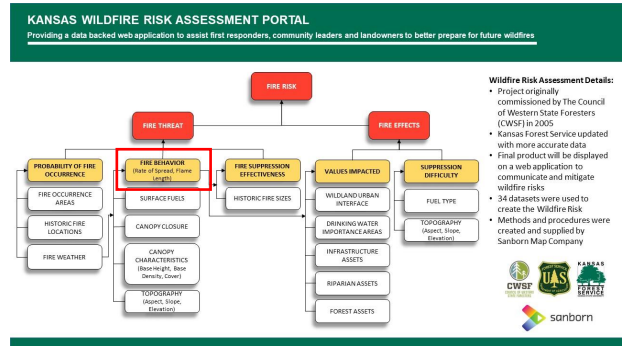 KANSAS WILDFIRE RISK ASSESSMENT PORTAL
Providing a data backed web application to assist first responders, community leaders and landowners to better prepare for future wildfires
FIRE RISK
FIRE THREAT
FIRE EFFECTS
PROBABILITY OF FIRE
OCCURRENCE
FIRE OCCURRENCE
AREAS
HISTORIC FIRE
LOCATIONS
FIRE WEATHER
FIRE BEHAVIOR
(Rate of Spread, Flame
Length)
SURFACE FUELS
CANOPY CLOSURE
CANOPY
CHARACTERISTICS
(Base Height, Base
Density, Cover)
TOPOGRAPHY
(Aspect, Slope,
Elevation)
FIRE SUPPRESSION
EFFECTIVENESS
HISTORIC FIRE SIZES
VALUES IMPACTED
WILDLAND URBAN
INTERFACE
DRINKING WATER
IMPORTANCE AREAS
INFRASTRUCTURE
ASSETS
RIPARIAN ASSETS
FOREST ASSETS
SUPPRESSION
DIFFICULTY
FUEL TYPE
TOPOGRAPHY
(Aspect, Slope,
Elevation)
Wildfire Risk Assessment Details:
• Project originally
commissioned by The Council
of Western State Foresters
(CWSF) in 2005
• Kansas Forest Service updated
with more accurate data
• Final product will be displayed
on a web application to
communicate and mitigate
wildfire risks
• 34 datasets were used to
create the Wildfire Risk
• Methods and procedures were
created and supplied by
Sanborn Map Company
CWSF
FOREST SERVICE
UAS
KANSAS
FOREST
SERVICE
sanborn